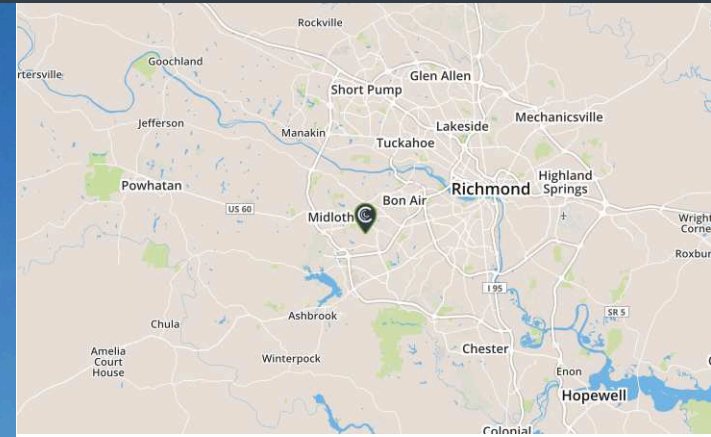 Rockville
Goochland
rtersville
Glen Allen
Short Pump
Mechanicsville
Jefferson
Lakeside
Manakin
Tuckahoe
Highland
Springs
Powhatan
Richmond
Bon Air
US 60
Midloth
C
Wright
Corne
Roxbur
I 95
SR 5
Ashbrook
Chula
Chester
Amelia
Court
House
Winterpock
Enon
Hopewell
C
Colonial